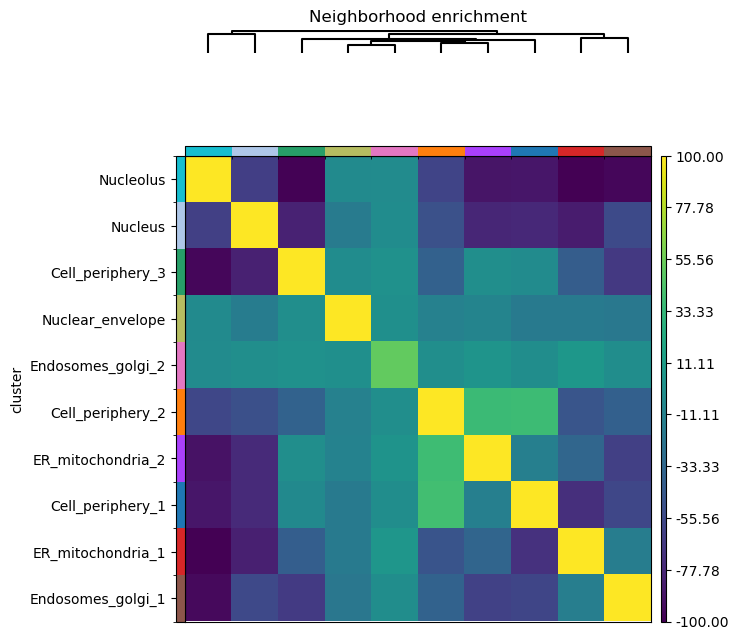 Neighborhood enrichment
cluster
Nucleolus
Nucleus
Cell_periphery_3
Nuclear_envelope
Endosomes_golgi_2
Cell_periphery_2
ER_mitochondria_2
Cell_periphery_1
ER_mitochondria_1
Endosomes_golgi_1
100.00
77.78
55.56
33.33
11.11
-11.11
-33.33
-55.56
-77.78
-100.00